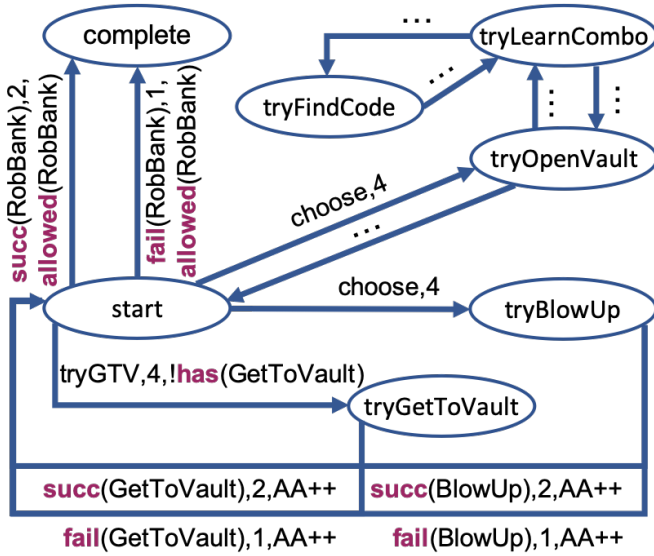 complete
tryLearnCombo
...
...
tryFindCode
...
...
tryOpenVault
succ(RobBank),2,
allowed(RobBank)
fail(RobBank),1,
allowed(RobBank)
choose,4
...
start
choose,4
tryBlowUp
tryGTV,4,!has(GetToVault)
tryGetToVault
succ(GetToVault),2,AA++
succ(BlowUp),2,AA++
fail(GetToVault),1,AA++
fail(BlowUp),1,AA++